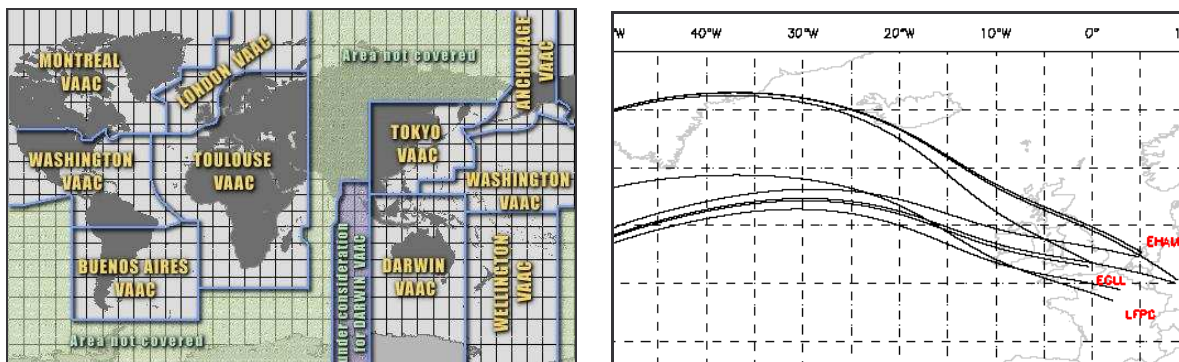 Area not covered
MONTREAL
VAAC
LONDON VAAC
ANCHORAGE
VAAC
TOKYO
VAAC
WASHINGTON
VAAC
TOULOUSE
VAAC
WASHINGTON
VAAC
BUENOS AIRES
VAAC
under consideration
for DARWIN VAAC
DARWIN
VAAC
WELLINGTON
VAAC
Area not covered
40°W 30°W 20°W 10°W 0°
EHAM
EGLL
LFPG